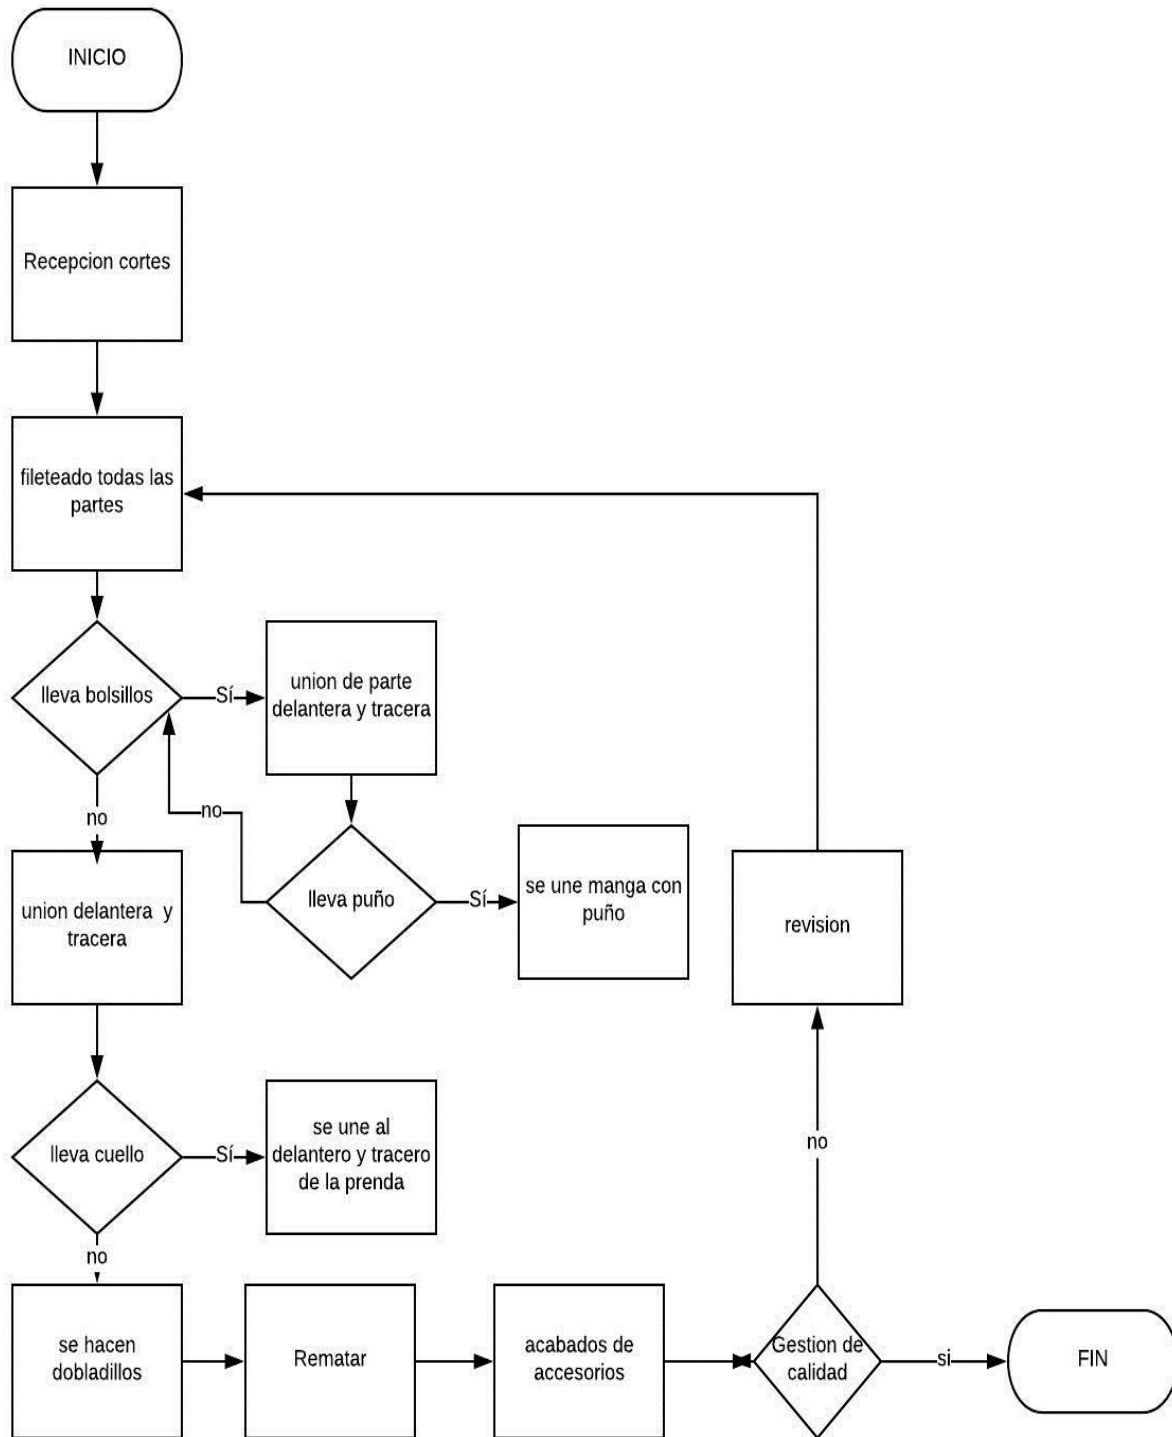 INICIO
Recepcion cortes
fileteado todas las
partes
lleva bolsillos
Sí
union de parte
delantera y tracera
no
no
lleva puño
Sí
se une manga con
puño
union delantera y
tracera
revision
lleva cuello
Sí
se une al
delantero y tracero
de la prenda
no
no
se hacen
dobladillos
Rematar
acabados de
accesorios
Gestion de
calidad
si
FIN